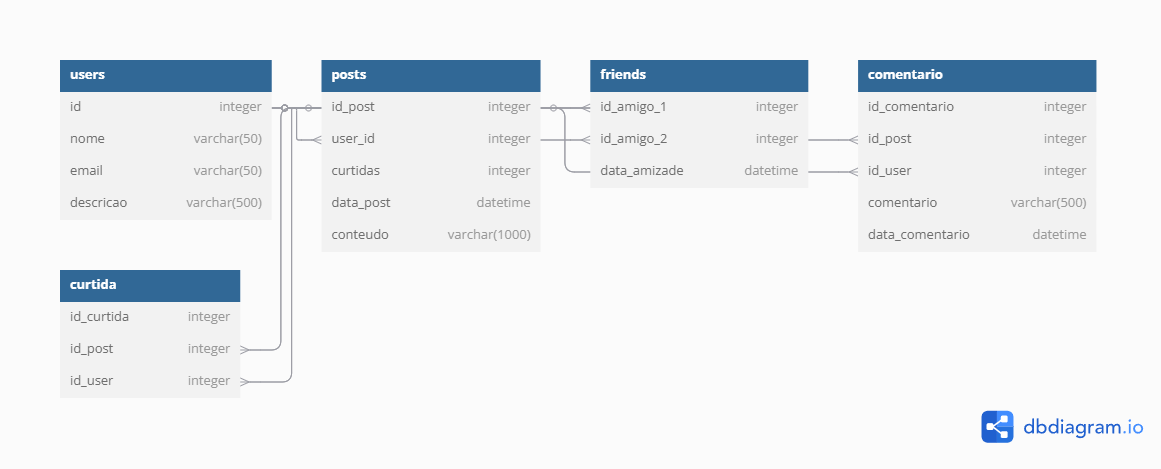 users
id integer
nome varchar(50)
email varchar(50)
descricao varchar(500)
posts
id_post integer
user_id integer
curtidas integer
data_post datetime
conteudo varchar(1000)
friends
id_amigo_1 integer
id_amigo_2 integer
data_amizade datetime
comentario
id_comentario integer
id_post integer
id_user integer
comentario varchar(500)
data_comentario datetime
curtida
id_curtida integer
id_post integer
id_user integer
dbdiagram.io